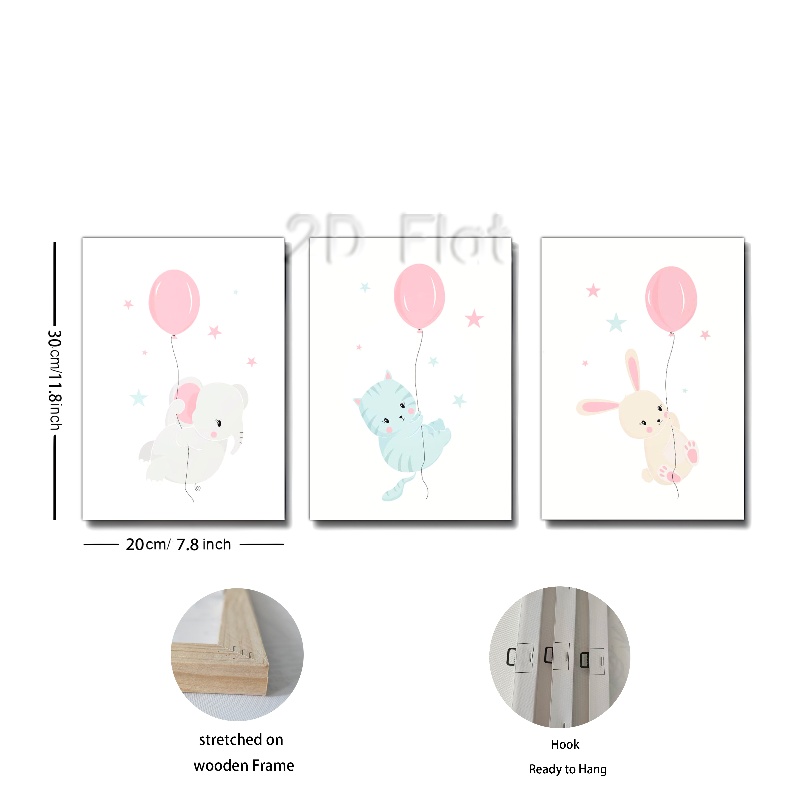 2D Flat
30cm/11.8inch
20cm/ 7.8 inch
stretched on
wooden Frame
Hook
Ready to Hang